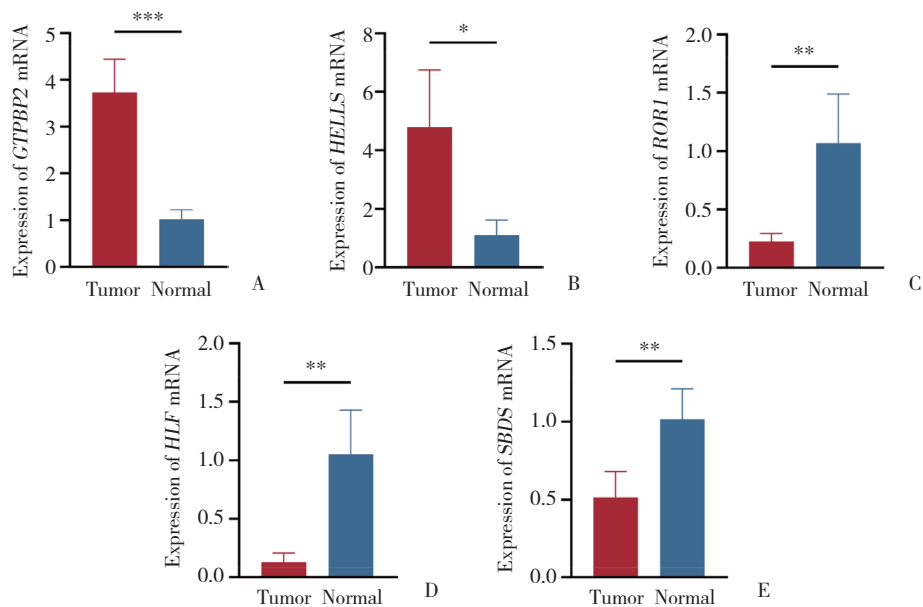 ***
Expression of GTPBP2 mRNA
5
4
3
2
1
0
Tumor Normal
A
*
Expression of HELLS mRNA
8
6
4
2
0
Tumor Normal
B
**
Expression of ROR1 mRNA
2.0
1.5
1.0
0.5
0.0
Tumor Normal
C
**
Expression of HLF mRNA
2.0
1.5
1.0
0.5
0.0
Tumor Normal
D
**
Expression of SBDS mRNA
1.5
1.0
0.5
0.0
Tumor Normal
E